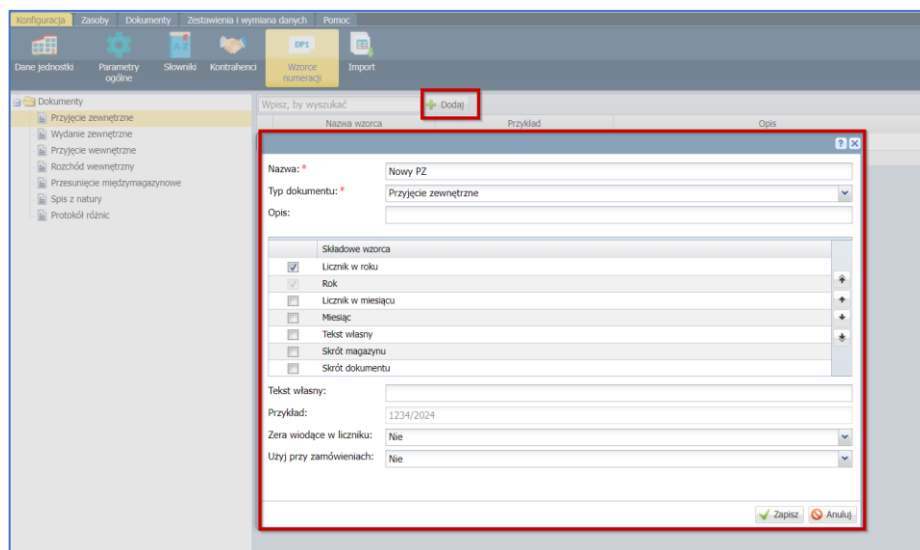 Konfiguracja Zasoby Dokumenty Zestawienia i wymiana danych Pomoc
A-Z DP1
Dane jednostki Parametry ogólne Słowniki Kontrahenci Wzorce numeracji Import
Dokumenty
Przyjęcie zewnętrzne
Wydanie zewnętrzne
Przyjęcie wewnętrzne
Rozchód wewnętrzny
Przesunięcie międzymagazynowe
Spis z natury
Protokół różnic
Wpisz, by wyszukać Dodaj
Nazwa wzorca Przykład Opis
Nazwa: * Nowy PZ
Typ dokumentu: * Przyjęcie zewnętrzne
Opis:
Składowe wzorca
Licznik w roku
Rok
Licznik w miesiącu
Miesiąc
Tekst własny
Skrót magazynu
Skrót dokumentu
Tekst własny:
Przykład: 1234/2024
Zera wiodące w liczniku: Nie
Użyj przy zamówieniach: Nie
Zapisz Anuluj